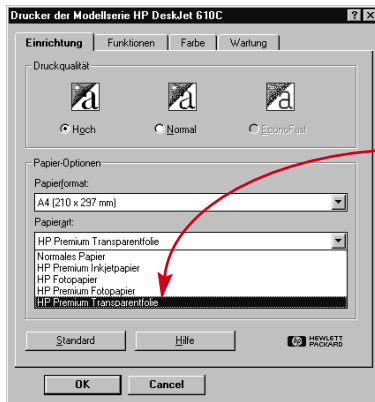 Drucker der Modellserie HP DeskJet 610C
Einrichtung Funktionen Farbe Wartung
Druckqualität
Hoch Normal EconoFast
Papier-Optionen
Papierformat:
A4 (210 x 297 mm)
Papierart:
HP Premium Transparentfolie
Normales Papier
HP Premium Inkjetpapier
HP Fotopapier
HP Premium Fotopapier
HP Premium Transparentfolie
Standard Hilfe hp HEWLETT
PACKARD
OK Cancel